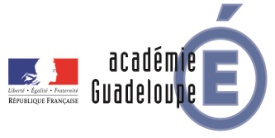 académie
Guadeloupe
É
Liberté • Égalité • Fraternité
RÉPUBLIQUE FRANÇAISE